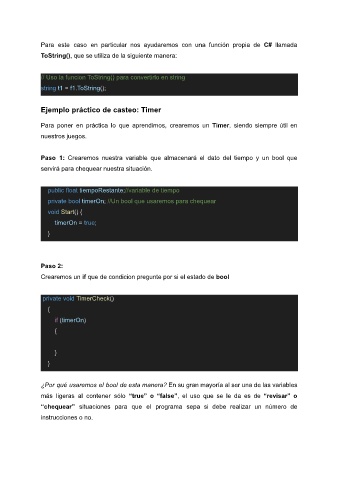 Para este caso en particular nos ayudaremos con una función propia de C# llamada
ToString(), que se utiliza de la siguiente manera:
// Uso la funcion ToString() para convertirlo en string
string t1 = f1.ToString();
Ejemplo práctico de casteo: Timer
Para poner en práctica lo que aprendimos, crearemos un Timer, siendo siempre útil en
nuestros juegos.
Paso 1: Crearemos nuestra variable que almacenará el dato del tiempo y un bool que
servirá para chequear nuestra situación.
public float tiempoRestante;//variable de tiempo
private bool timerOn; //Un bool que usaremos para chequear
void Start() {
timerOn = true;
}
Paso 2:
Crearemos un if que de condicion pregunte por si el estado de bool
private void TimerCheck()
{
if (timerOn)
{
}
}
¿Por qué usaremos el bool de esta manera? En su gran mayoría al ser una de las variables
más ligeras al contener sólo “true” o “false”, el uso que se le da es de “revisar” o
“chequear” situaciones para que el programa sepa si debe realizar un número de
instrucciones o no.